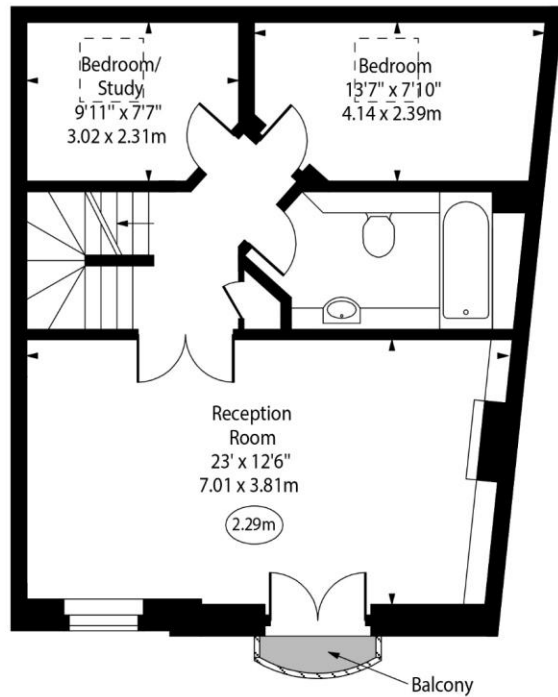 Bedroom/
Study
9'11" x 7'7"
3.02 x 2.31m
Bedroom
13'7" x 7'10"
4.14 x 2.39m
Reception
Room
23' x 12'6"
7.01 x 3.81m
2.29m
Balcony